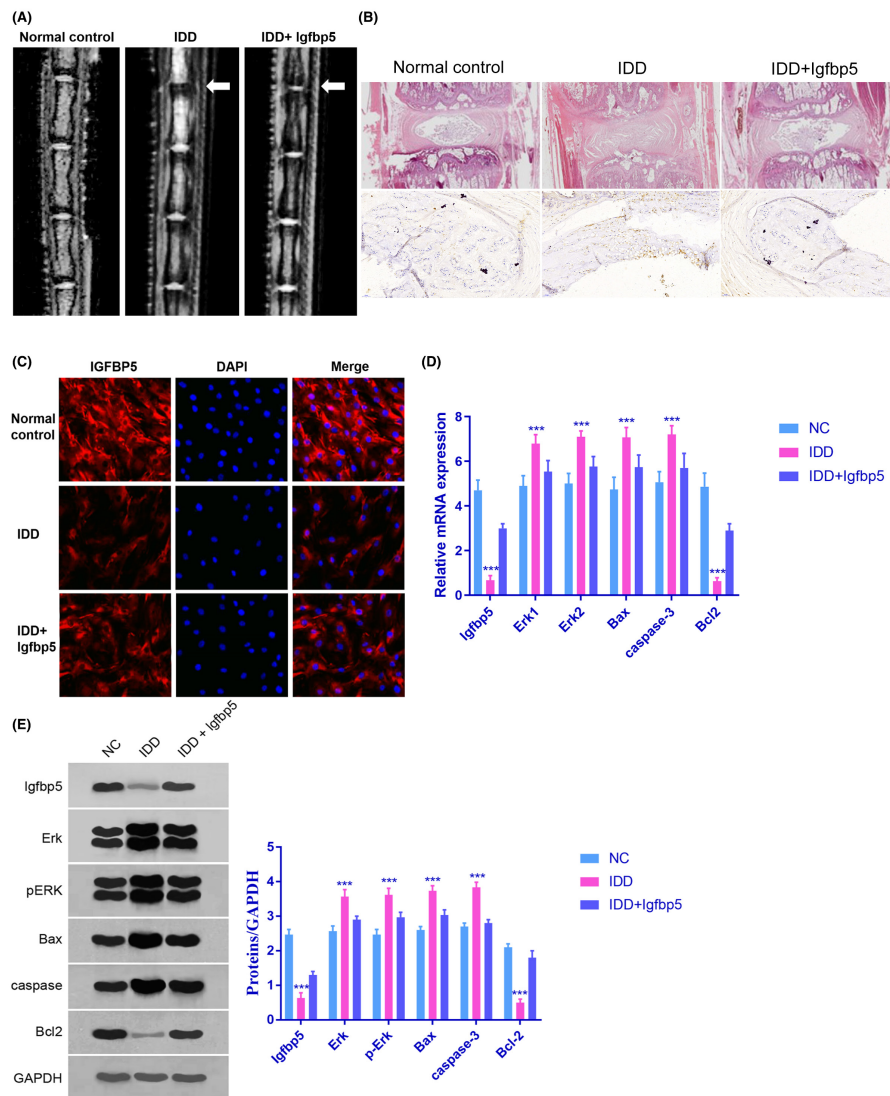 (A)
Normal control IDD IDD+ Igfbp5
(B)
Normal control IDD IDD+Igfbp5
(C)
IGFBP5 DAPI Merge
Normal
control
IDD
IDD+
Igfbp5
(D)
Relative mRNA expression
8
6
4
2
0
***
***
***
***
***
***
Igfbp5
Erk1
Erk2
Bax
caspase-3
Bcl2
NC
IDD
IDD+Igfbp5
(E)
NC IDD IDD + Igfbp5
Igfbp5
Erk
pERK
Bax
caspase
Bcl2
GAPDH
Proteins/GAPDH
5
4
3
2
1
0
***
***
***
***
***
***
Igfbp5
Erk
p-Erk
Bax
caspase-3
Bcl-2
NC
IDD
IDD+Igfbp5